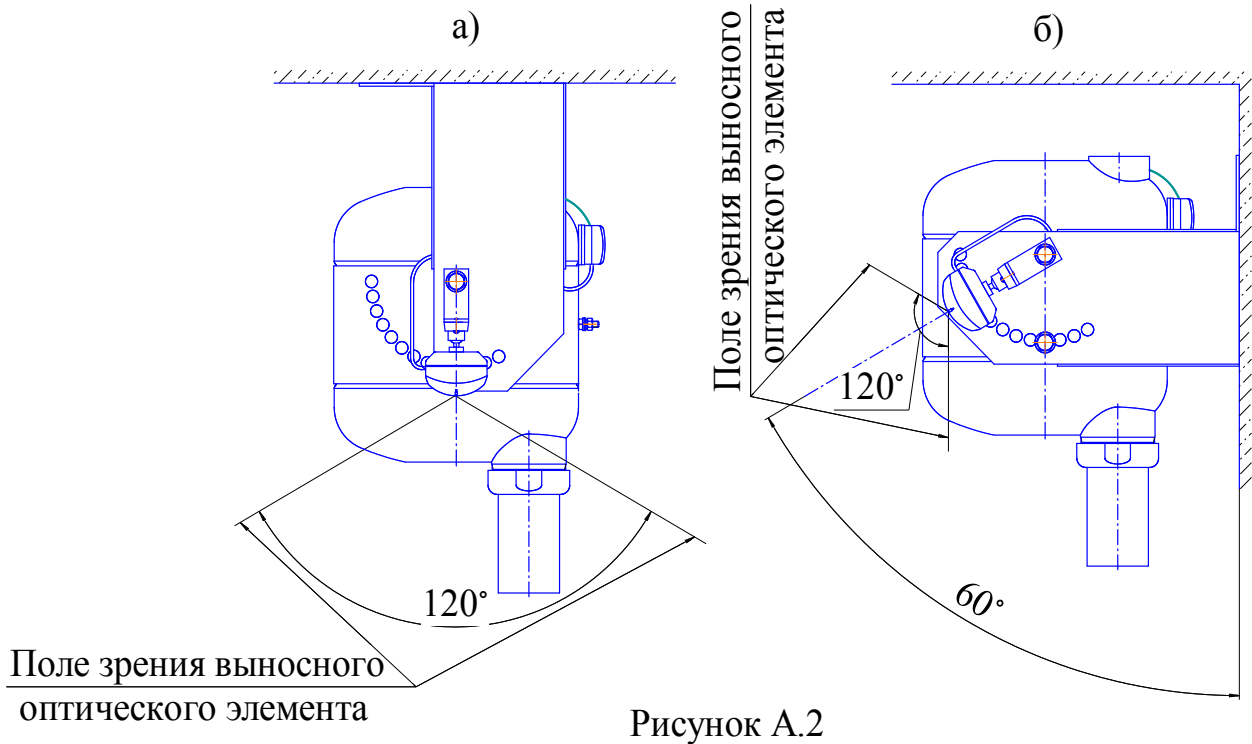 а)
б)
Поле зрения выносного
оптического элемента
120°
60°
120°
Поле зрения выносного
оптического элемента
Рисунок А.2